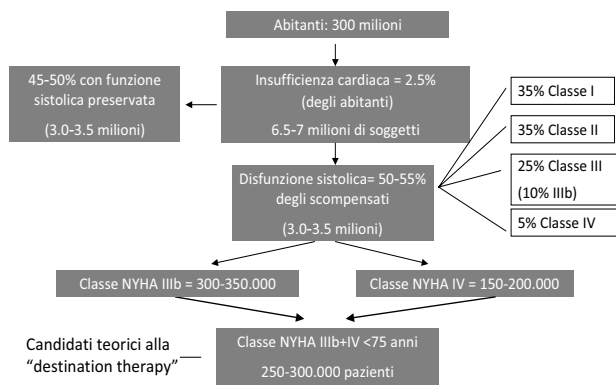 Abitanti: 300 milioni
45-50% con funzione
sistolica preservata
(3.0-3.5 milioni)
Insufficienza cardiaca = 2.5%
(degli abitanti)
6.5-7 milioni di soggetti
35% Classe I
35% Classe II
25% Classe III
(10% IIIb)
5% Classe IV
Disfunzione sistolica= 50-55%
degli scompensati
(3.0-3.5 milioni)
Classe NYHA IIIb = 300-350.000
Classe NYHA IV = 150-200.000
Candidati teorici alla
“destination therapy”
Classe NYHA IIIb+IV <75 anni
250-300.000 pazienti